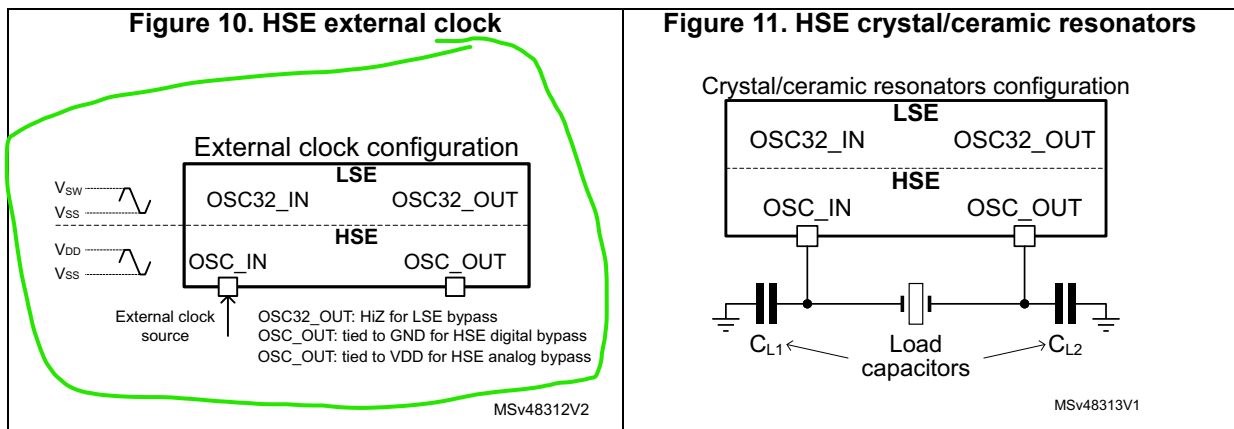 Figure 10. HSE external clock
External clock configuration
LSE
OSC32_IN OSC32_OUT
VSW
VSS
HSE
VDD
VSS
OSC_IN OSC_OUT
External clock
source
OSC32_OUT: HiZ for LSE bypass
OSC_OUT: tied to GND for HSE digital bypass
OSC_OUT: tied to VDD for HSE analog bypass
MSv48312V2
Figure 11. HSE crystal/ceramic resonators
Crystal/ceramic resonators configuration
LSE
OSC32_IN OSC32_OUT
HSE
OSC_IN OSC_OUT
CL1 Load CL2
capacitors
MSv48313V1